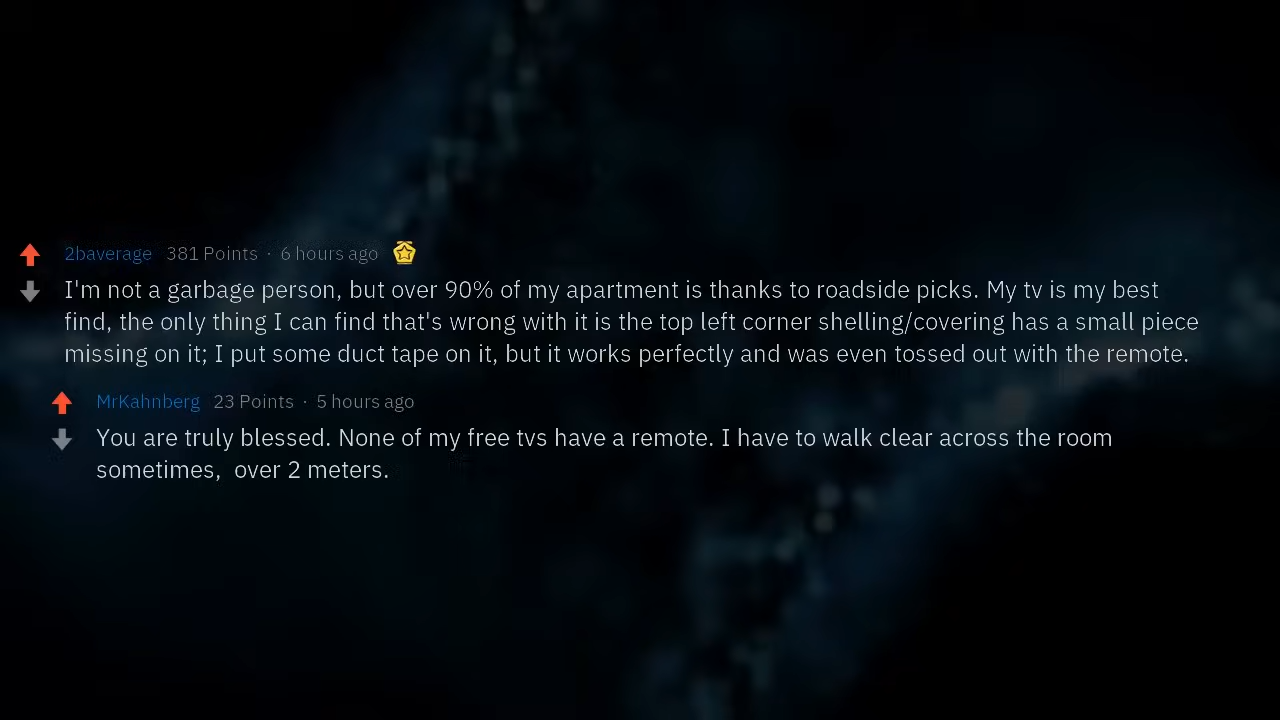 2baverage 381 Points · 6 hours ago
I'm not a garbage person, but over 90% of my apartment is thanks to roadside picks. My tv is my best
find, the only thing I can find that's wrong with it is the top left corner shelling/covering has a small piece
missing on it; I put some duct tape on it, but it works perfectly and was even tossed out with the remote.
MrKahnberg 23 Points · 5 hours ago
You are truly blessed. None of my free tvs have a remote. I have to walk clear across the room
sometimes,  over 2 meters.